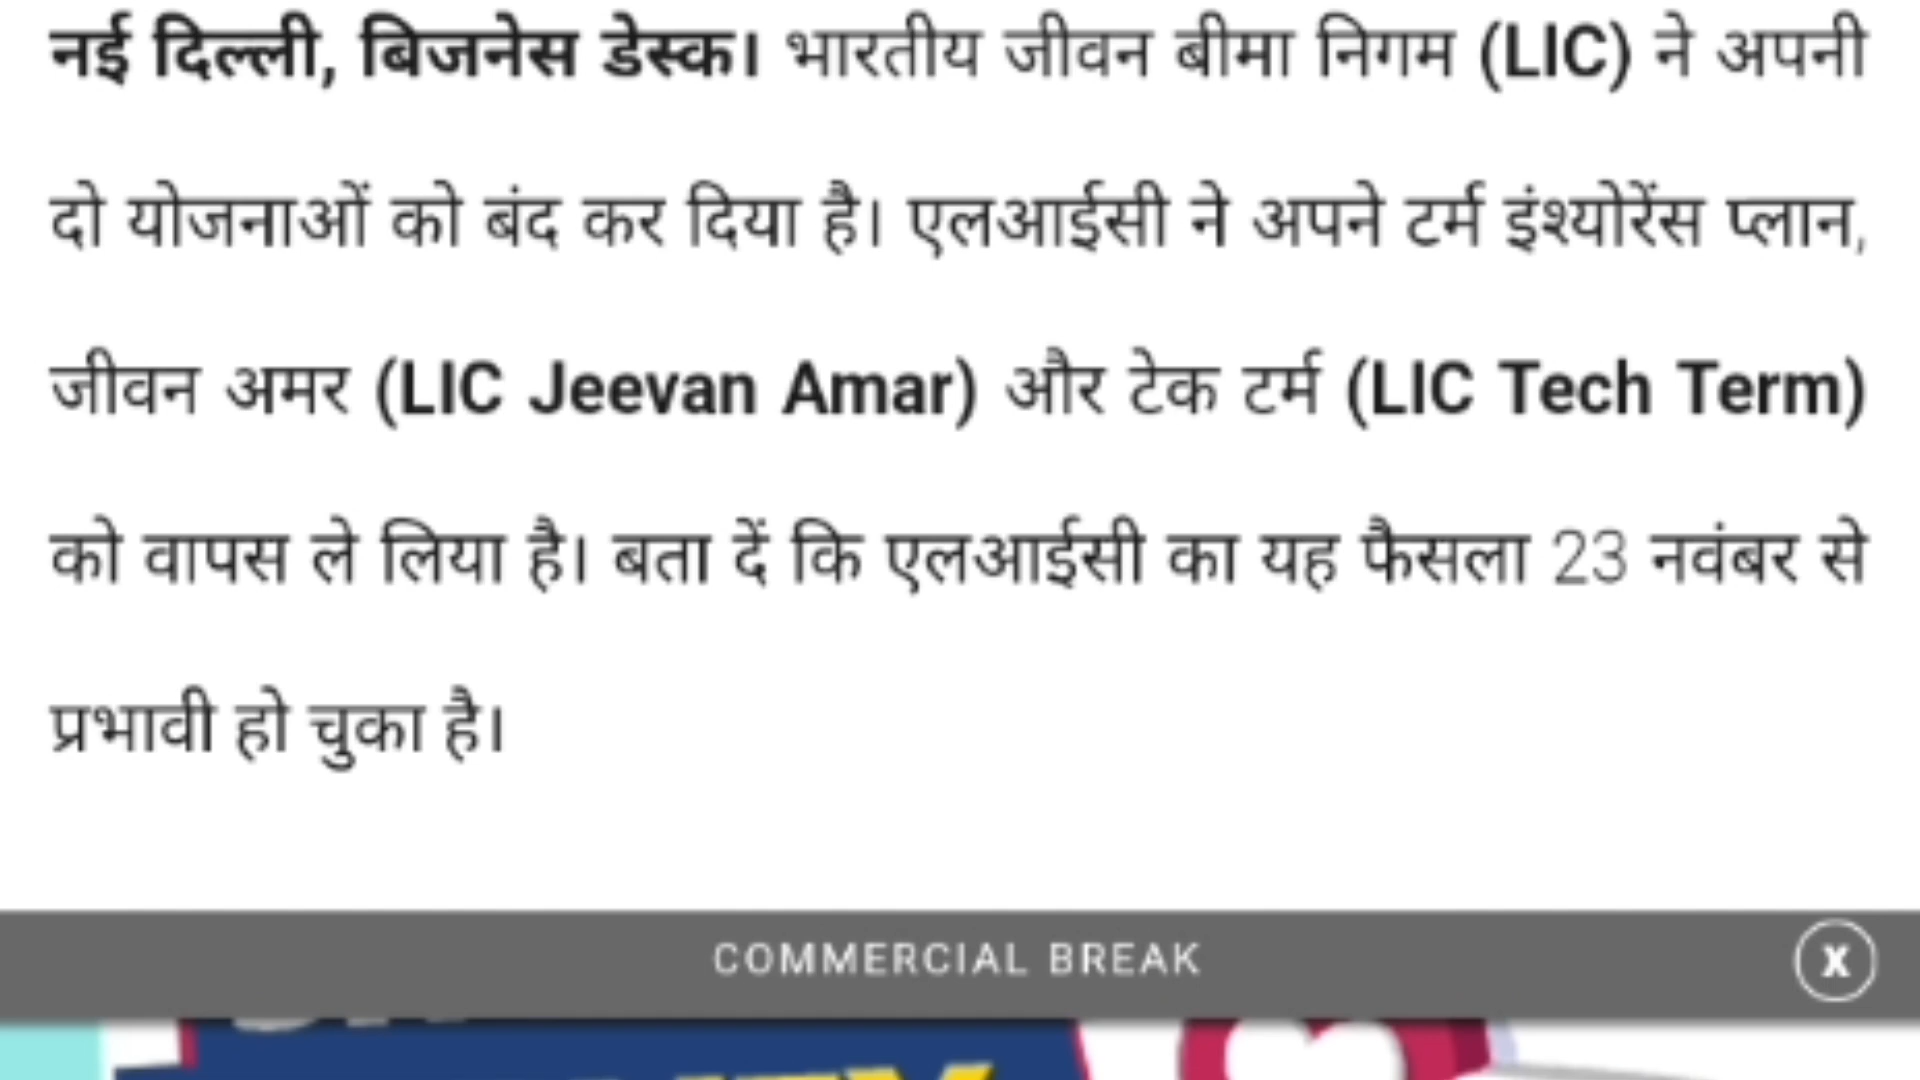 नई दिल्ली, बिजनेस डेस्क। भारतीय जीवन बीमा निगम (LIC) ने अपनी
दो योजनाओं को बंद कर दिया है। एलआईसी ने अपने टर्म इंश्योरेंस प्लान,
जीवन अमर (LIC Jeevan Amar) और टेक टर्म (LIC Tech Term)
को वापस ले लिया है। बता दें कि एलआईसी का यह फैसला 23 नवंबर से
प्रभावी हो चुका है।
COMMERCIAL BREAK X